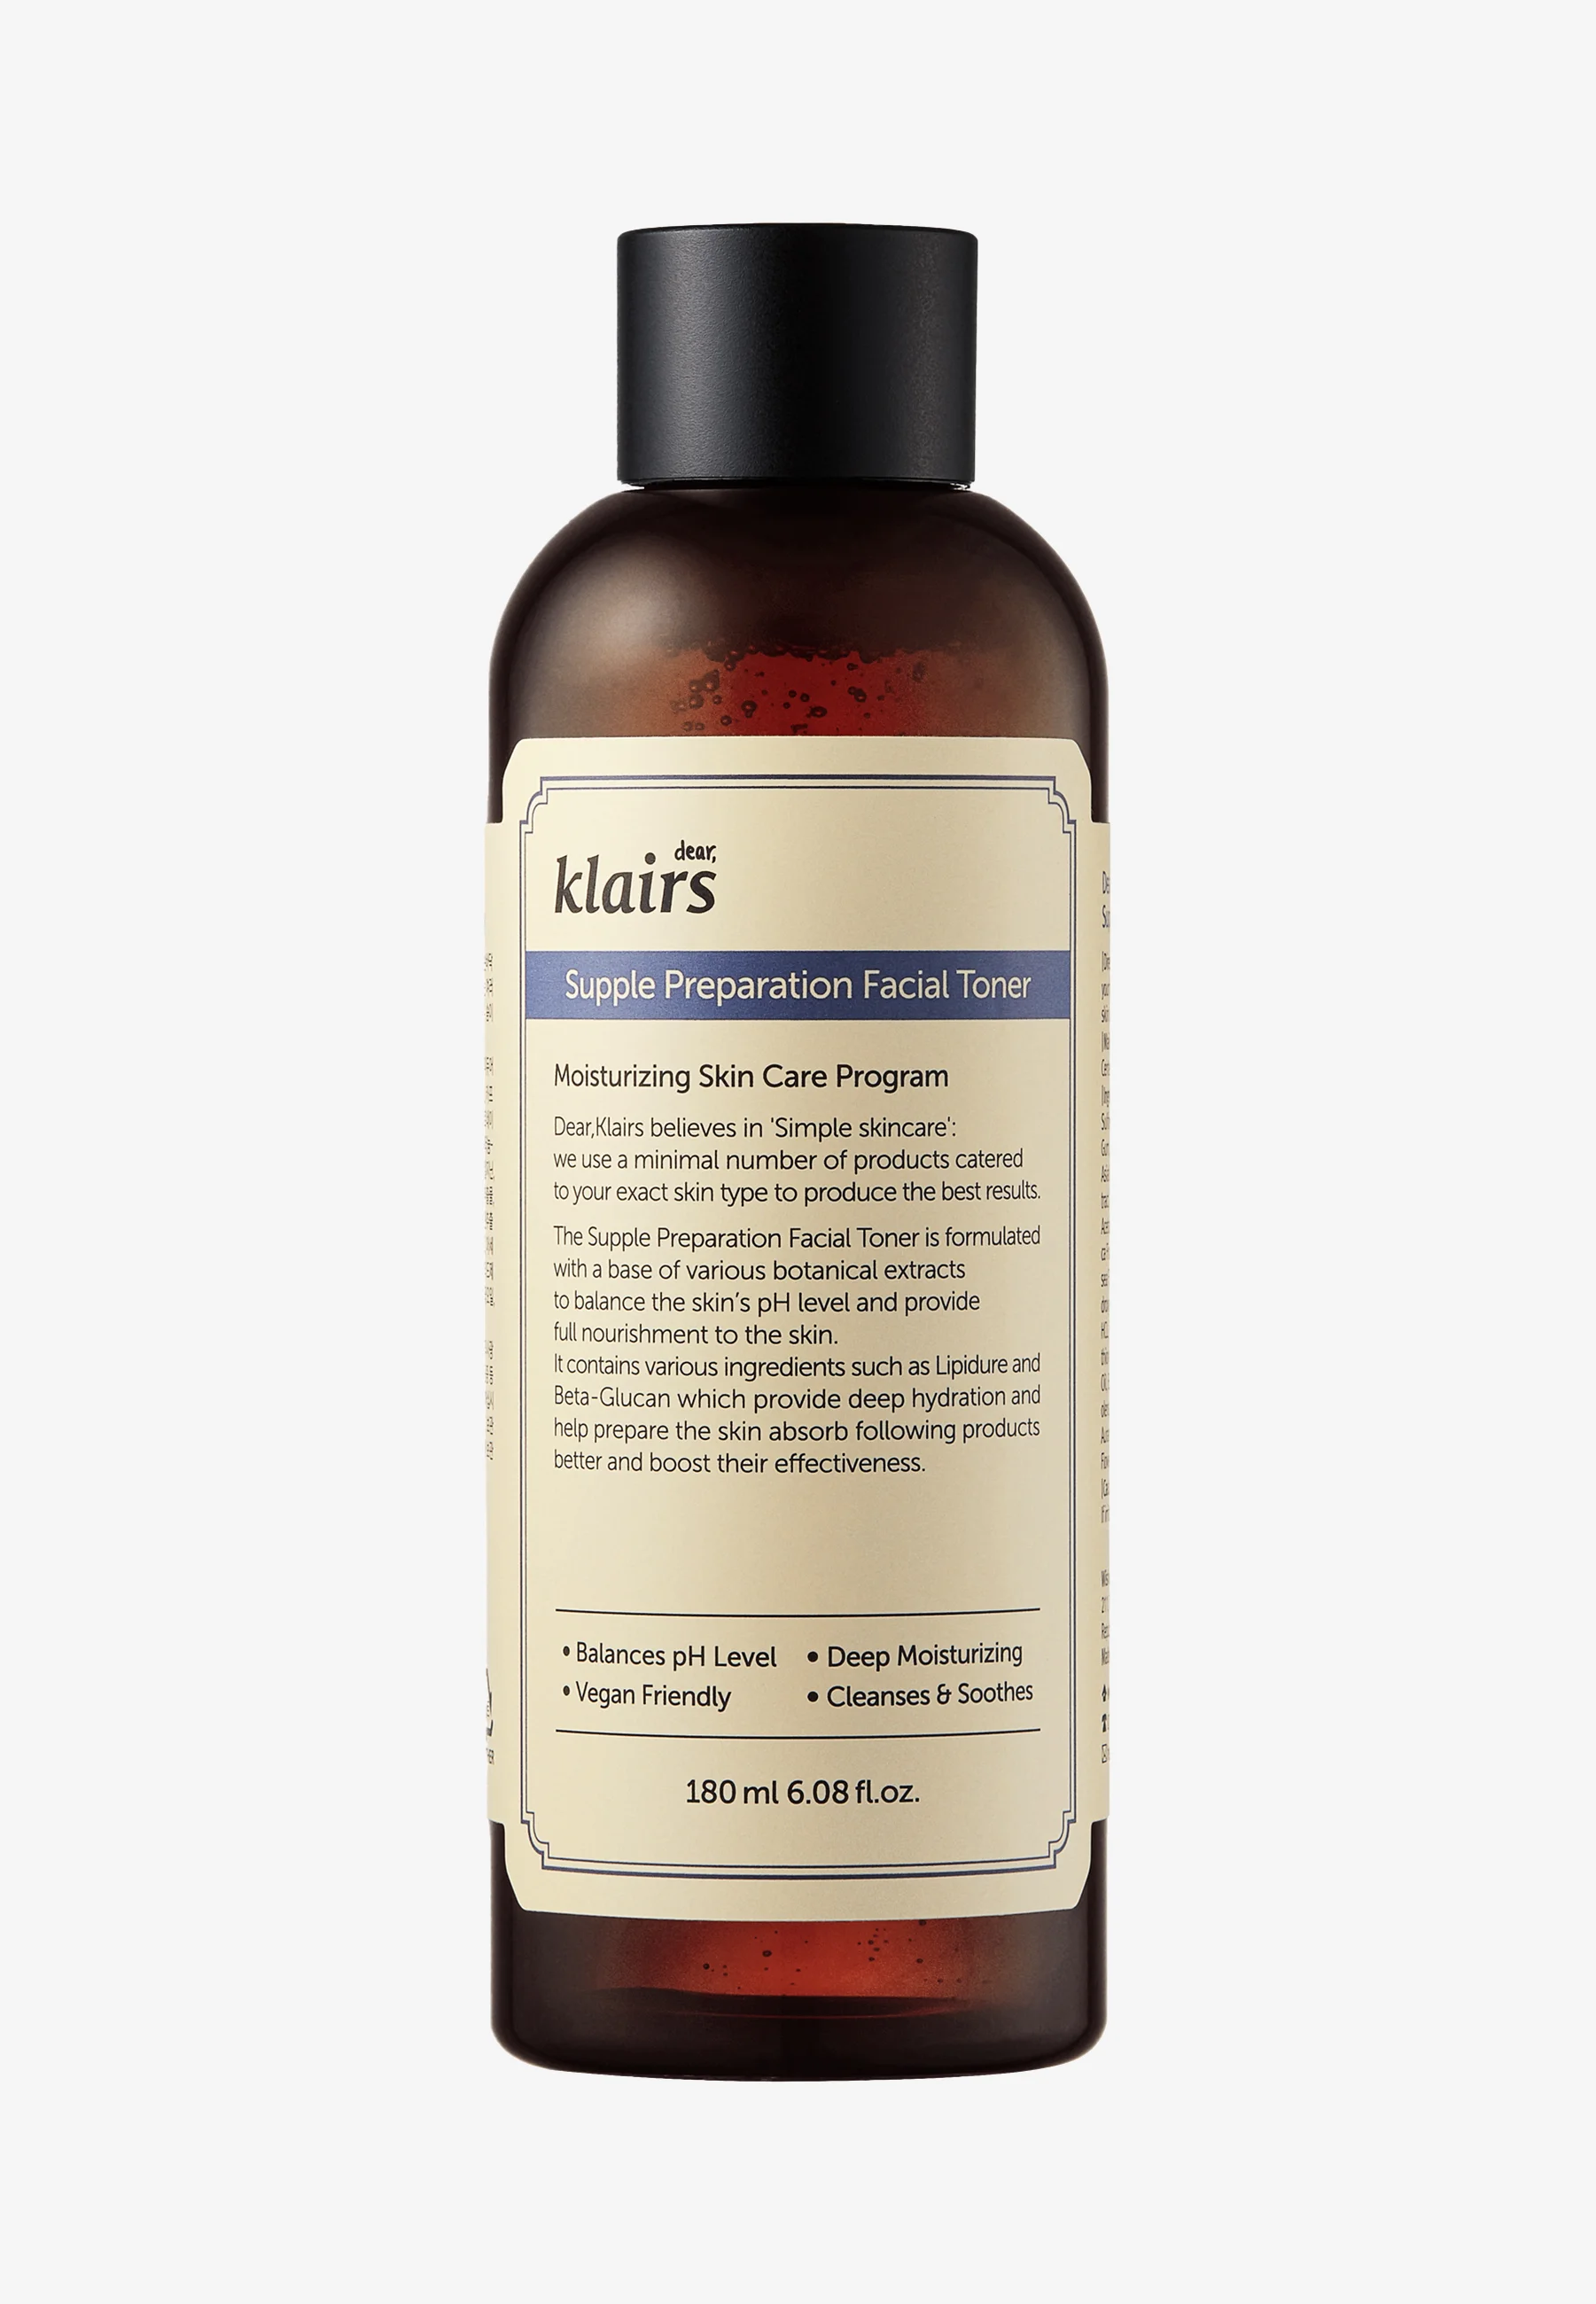 dear,
klairs
Supple Preparation Facial Toner
Moisturizing Skin Care Program
Dear,Klairs believes in 'Simple skincare':
we use a minimal number of products catered
to your exact skin type to produce the best results.
The Supple Preparation Facial Toner is formulated
with a base of various botanical extracts
to balance the skin's pH level and provide
full nourishment to the skin.
It contains various ingredients such as Lipidure and
Beta-Glucan which provide deep hydration and
help prepare the skin absorb following products
better and boost their effectiveness.
• Balances pH Level • Deep Moisturizing
• Vegan Friendly • Cleanses & Soothes
180 ml 6.08 fl.oz.